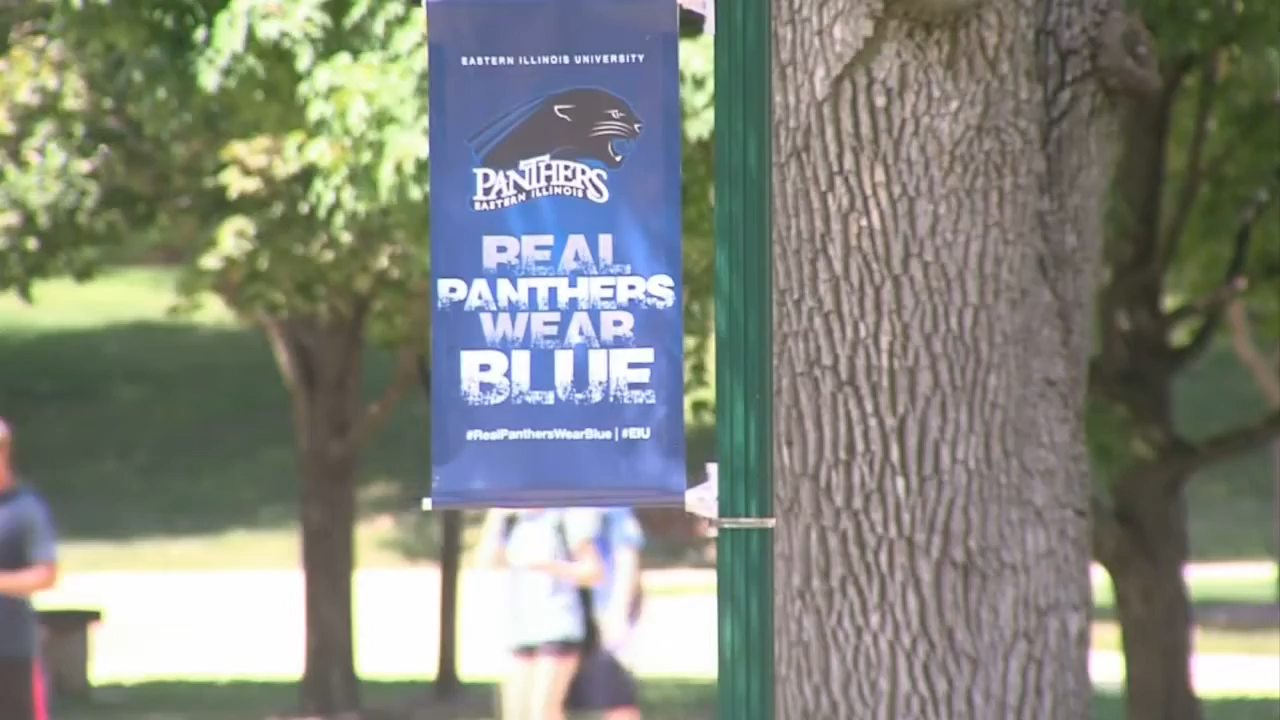 EASTERN ILLINOIS UNIVERSITY
PANTHERS
EASTERN ILLINOIS
REAL
PANTHERS
WEAR
BLUE
#RealPanthersWearBlue | #EIU